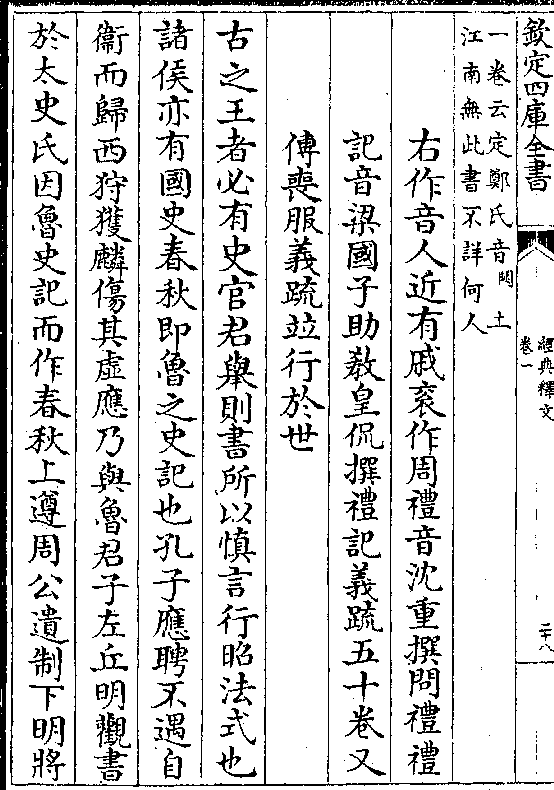 欽定四庫全書
經典釋文
卷一
二十八
一卷云定鄭氏音闕土
江南無此書不詳何人
右作音人近有戚衮作周禮音沈重撰問禮禮
記音梁國子助教皇侃撰禮記義疏五十卷又
傅喪服義疏竝行於世
古之王者必有史官君舉則書所以慎言行昭法式也
諸侯亦有國史春秋即魯之史記也孔子應聘不遇自
衞而歸西狩獲麟傷其虛應乃與魯君子左丘明觀書
於太史氏因魯史記而作春秋上遵周公遺制下明將